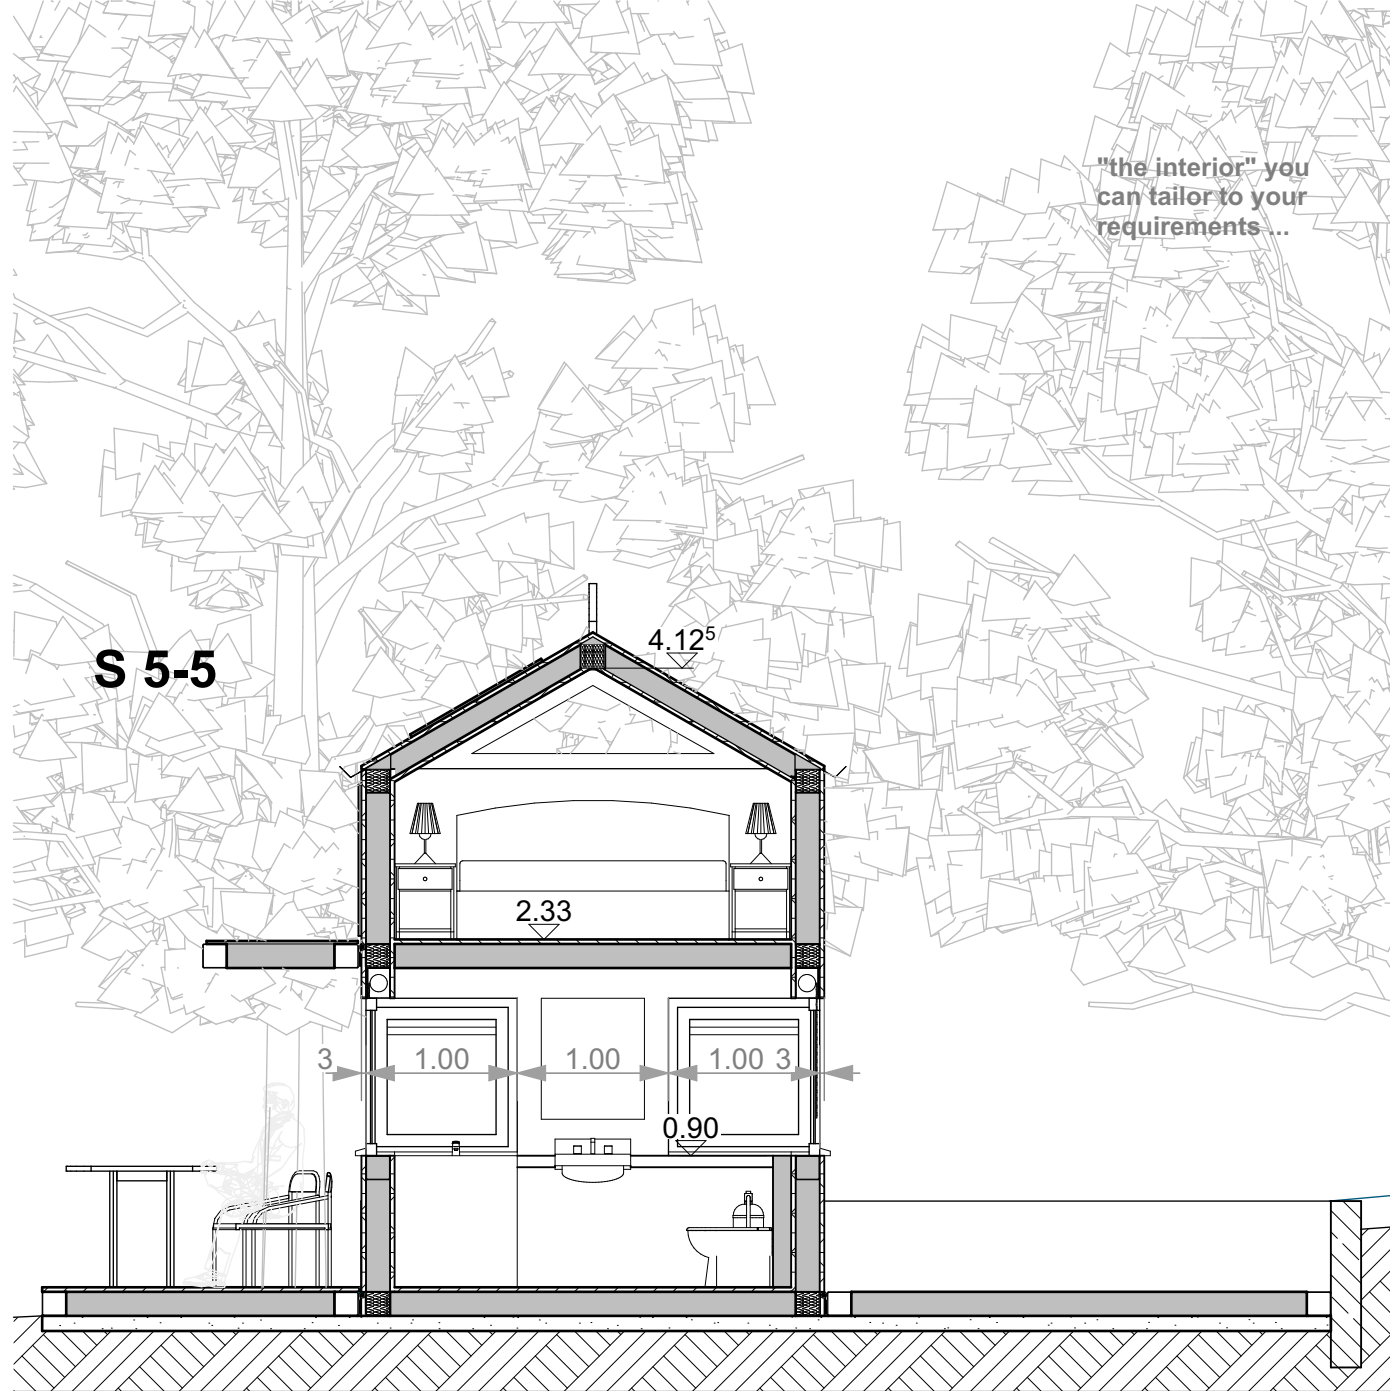 "the interior" you
can tailor to your
requirements ...
4.12⁵
S 5-5
2.33
3 1.00 1.00 1.00 3
0.90